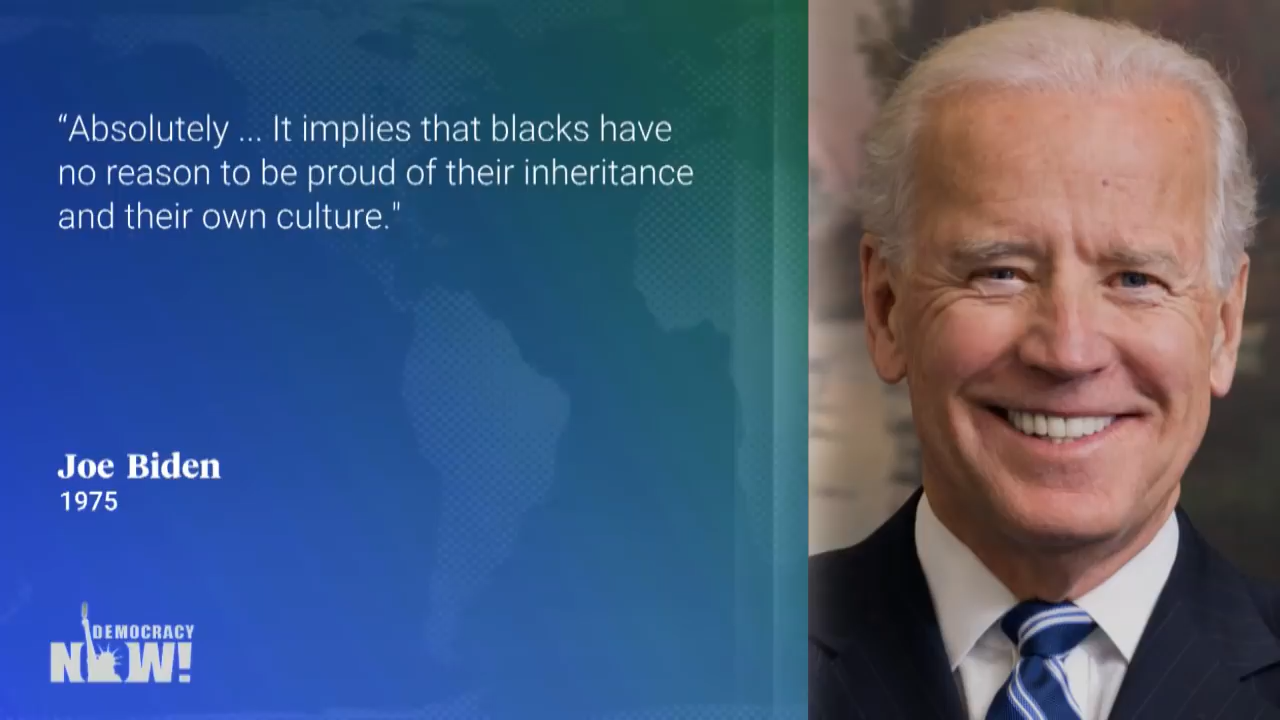 “Absolutely ... It implies that blacks have
no reason to be proud of their inheritance
and their own culture."
Joe Biden
1975
DEMOCRACY
NOW!